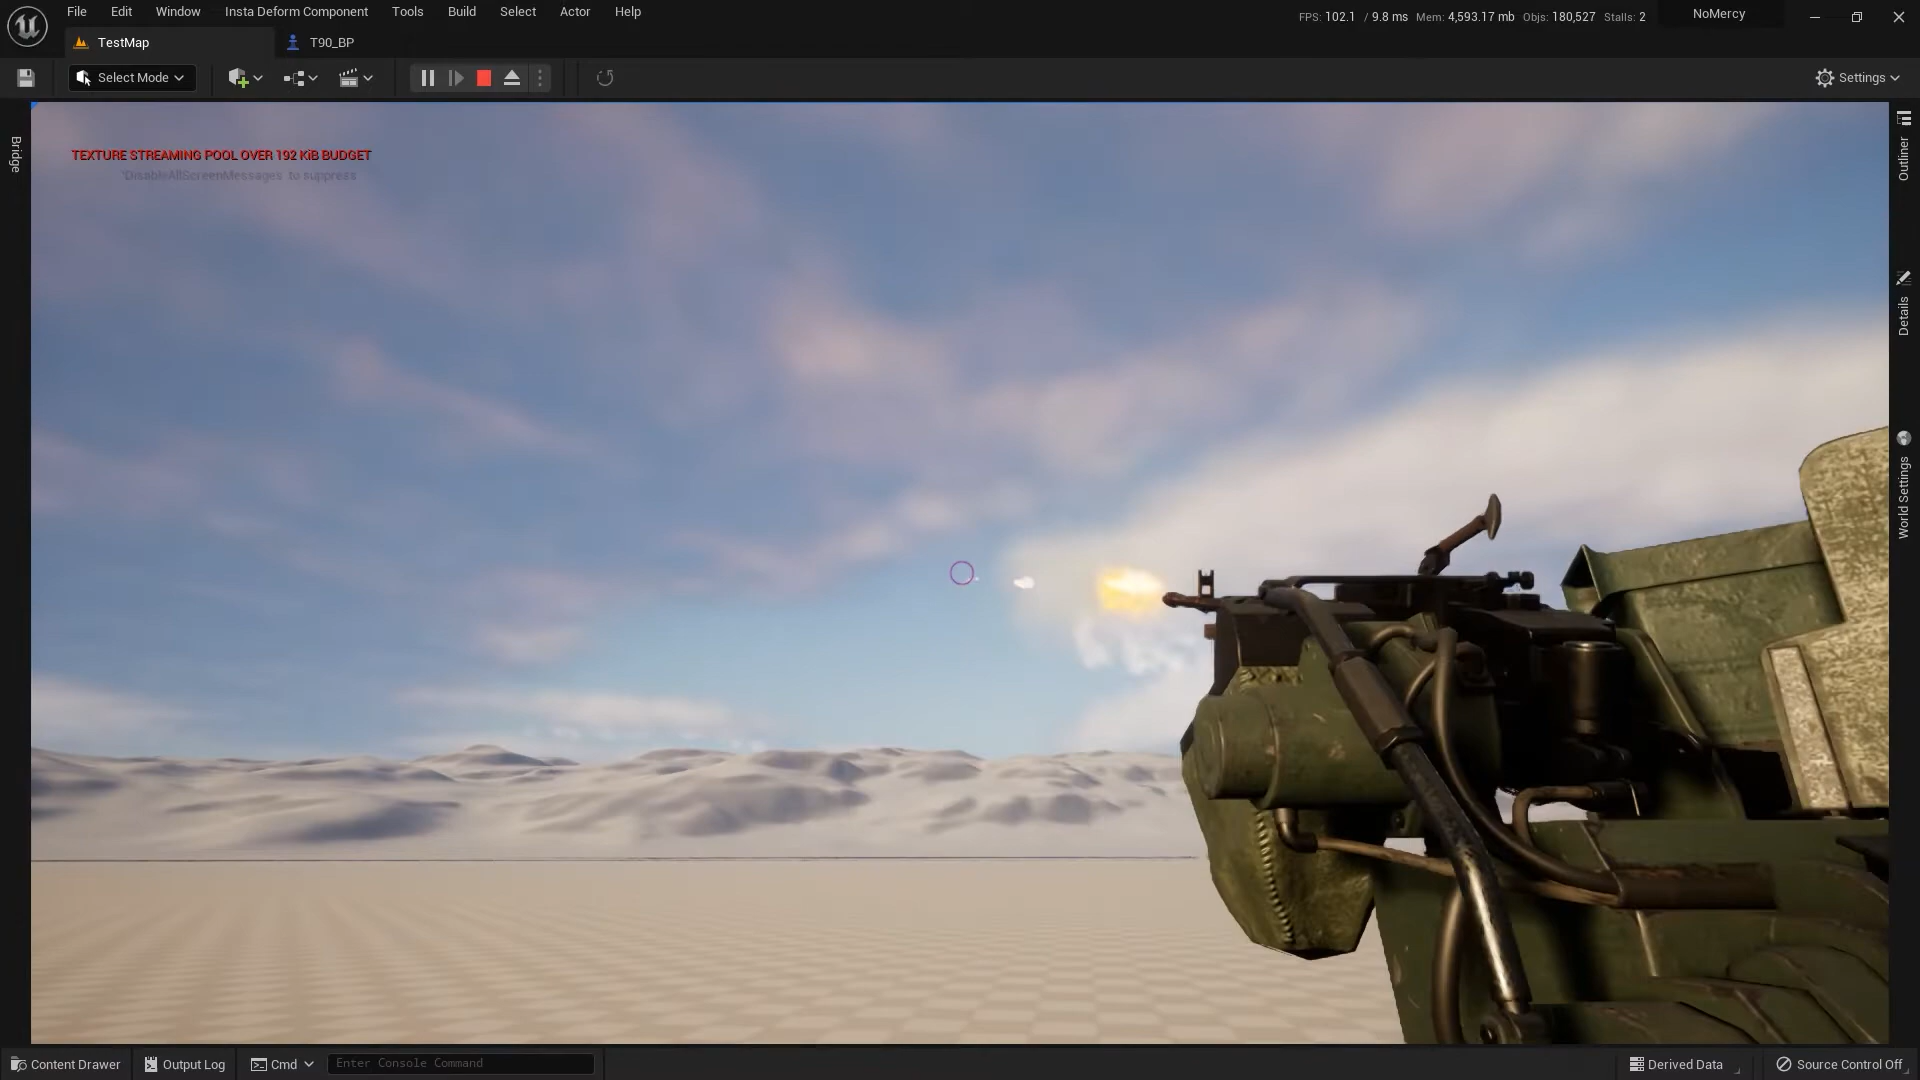 File Edit Window Insta Deform Component Tools Build Select Actor Help
FPS: 102.1 / 9.8 ms Mem: 4,593.17 mb Objs: 180,527 Stalls: 2
NoMercy
TestMap
T90_BP
Select Mode
Settings
Bridge
TEXTURE STREAMING POOL OVER 192 KiB BUDGET
'DisableAllScreenMessages' to suppress
Outliner
Details
World Settings
Content Drawer
Output Log
Cmd
Enter Console Command
Derived Data
Source Control Off